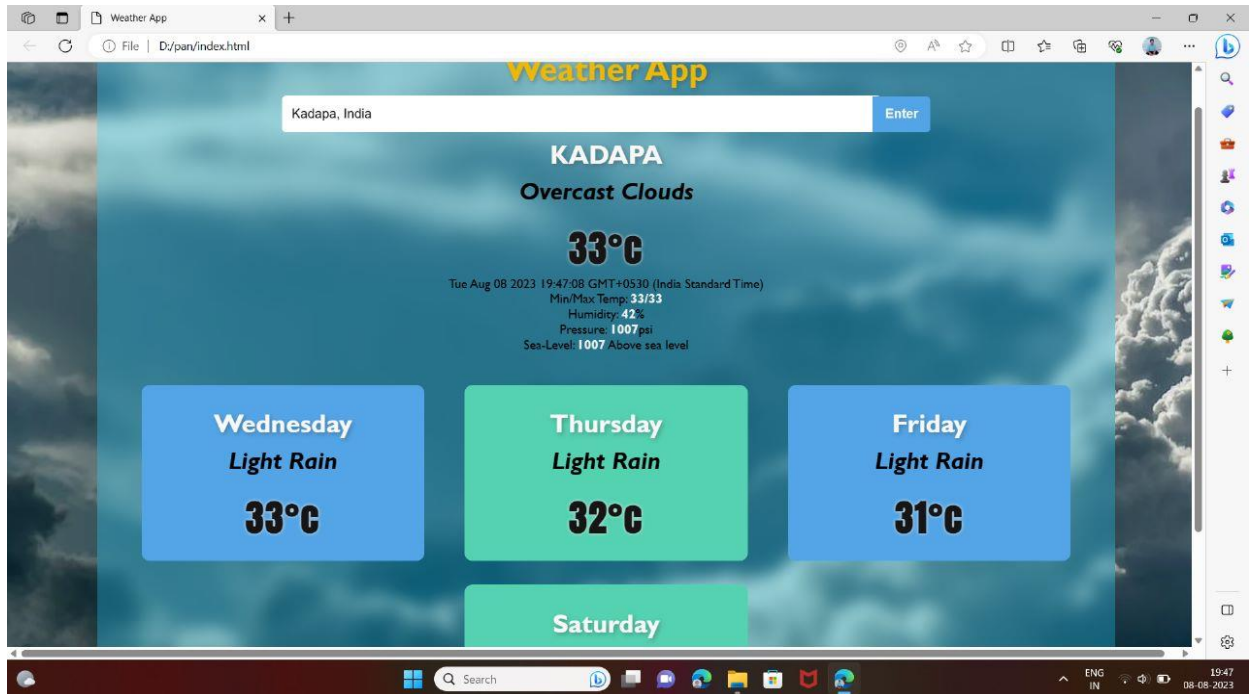 Weather App
File | D:/pan/index.html
Weather App
Kadapa, India
Enter
KADAPA
Overcast Clouds
33°C
Tue Aug 08 2023 19:47:08 GMT+0530 (India Standard Time)
Min/Max Temp: 33/33
Humidity: 42%
Pressure: 1007psi
Sea-Level: 1007 Above sea level
Wednesday
Light Rain
33°C
Thursday
Light Rain
32°C
Friday
Light Rain
31°C
Saturday
Search
ENG
IN
19:47
08-08-2023